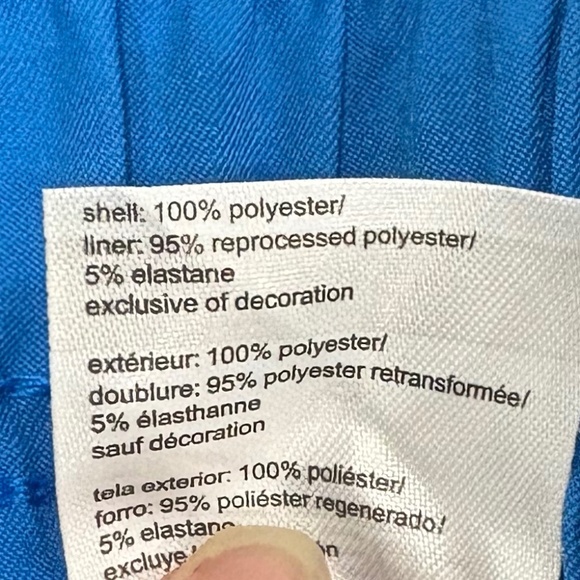 shell: 100% polyester/
liner: 95% reprocessed polyester/
5% elastane
exclusive of decoration
extérieur: 100% polyester/
doublure: 95% polyester retransformée/
5% élasthanne
sauf décoration
tela exterior: 100% poliéster/
forro: 95% poliéster regenerado/
5% elastano
excluye